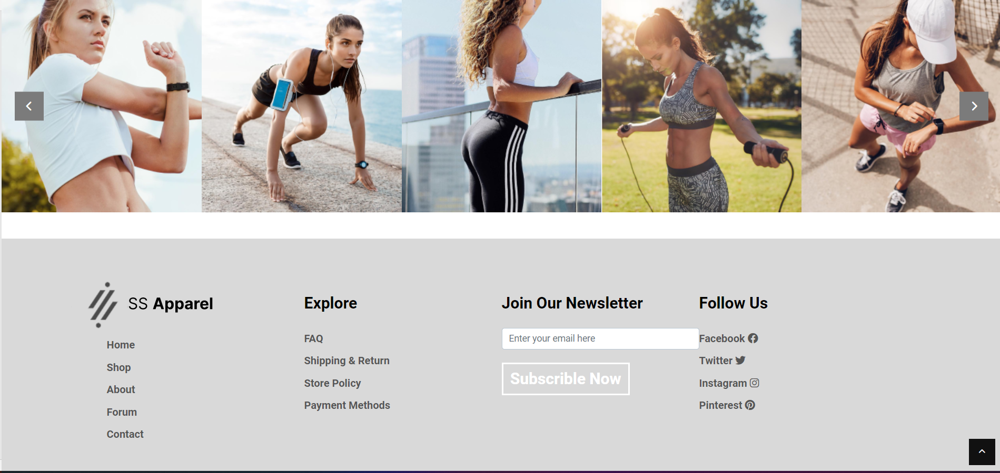 SS Apparel
Home
Shop
About
Forum
Contact
Explore
FAQ
Shipping & Return
Store Policy
Payment Methods
Join Our Newsletter
Enter your email here
Subscrible Now
Follow Us
Facebook
Twitter
Instagram
Pinterest